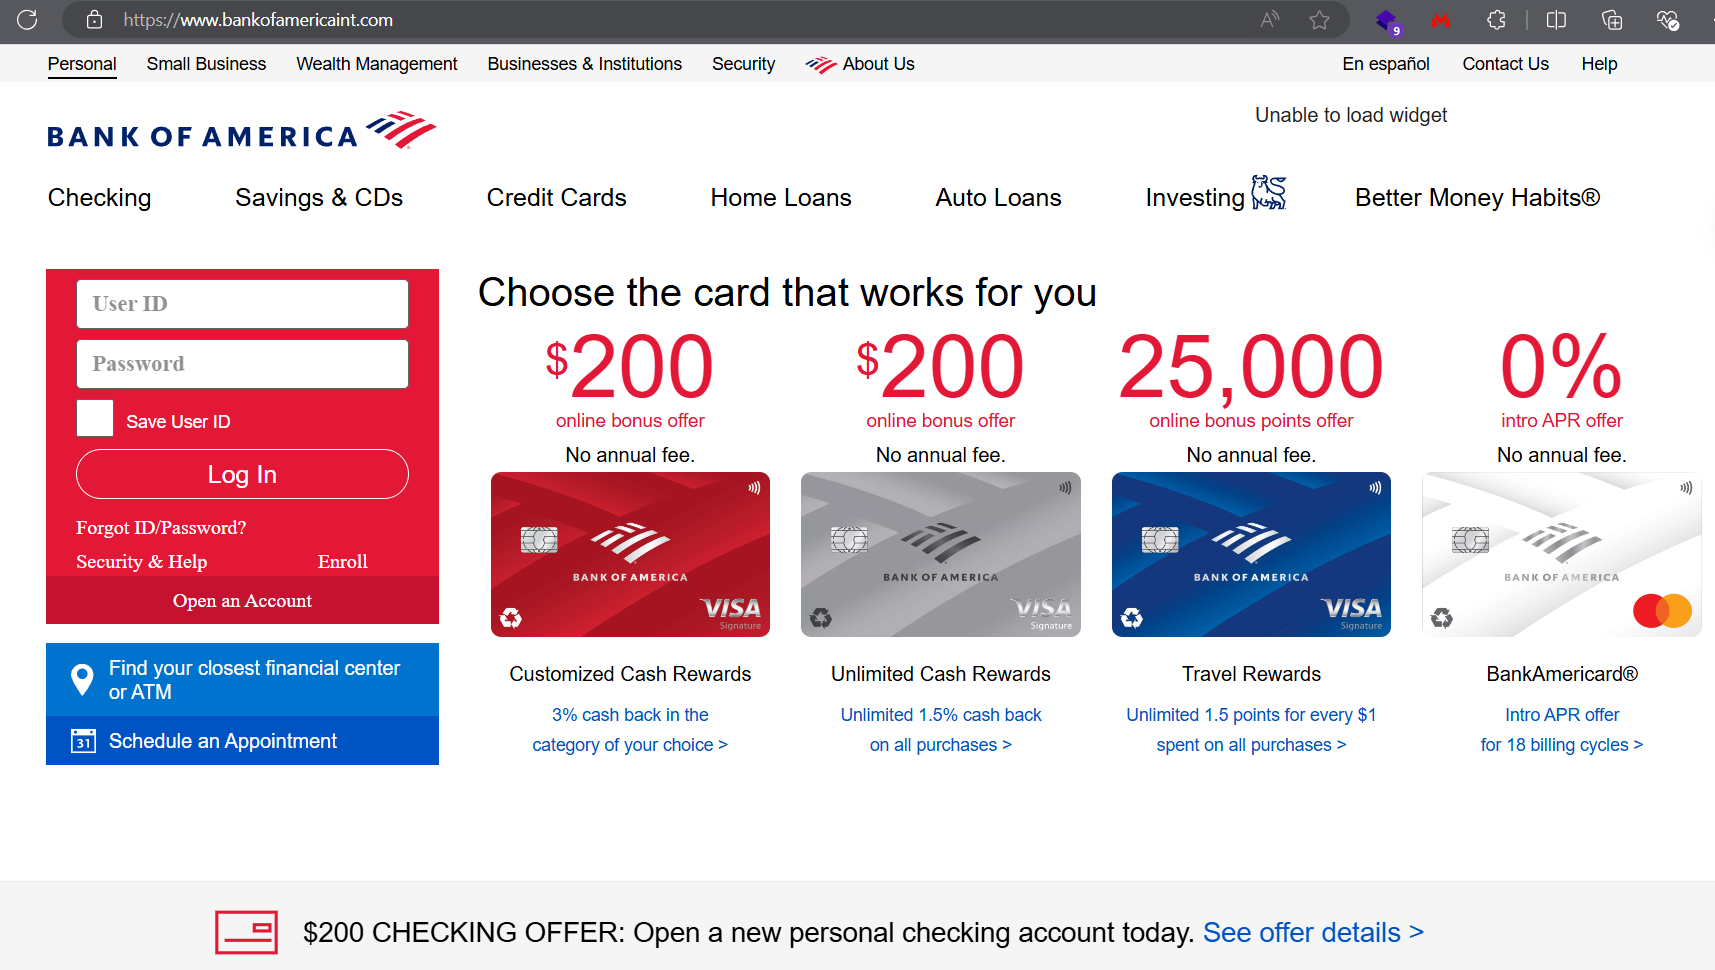 https://www.bankofamericaint.com
9
Personal Small Business Wealth Management Businesses & Institutions Security About Us En español Contact Us Help
Unable to load widget
BANK OF AMERICA
Checking Savings & CDs Credit Cards Home Loans Auto Loans Investing Better Money Habits®
User ID
Password
Save User ID
Log In
Forgot ID/Password?
Security & Help Enroll
Open an Account
Find your closest financial center
or ATM
31 Schedule an Appointment
Choose the card that works for you
$200
online bonus offer
No annual fee.
BANK OF AMERICA
VISA
Signature
Customized Cash Rewards
3% cash back in the
category of your choice >
$200
online bonus offer
No annual fee.
BANK OF AMERICA
VISA
Signature
Unlimited Cash Rewards
Unlimited 1.5% cash back
on all purchases >
25,000
online bonus points offer
No annual fee.
BANK OF AMERICA
VISA
Signature
Travel Rewards
Unlimited 1.5 points for every $1
spent on all purchases >
0%
intro APR offer
No annual fee.
BANK OF AMERICA
BankAmericard®
Intro APR offer
for 18 billing cycles >
$200 CHECKING OFFER: Open a new personal checking account today. See offer details >